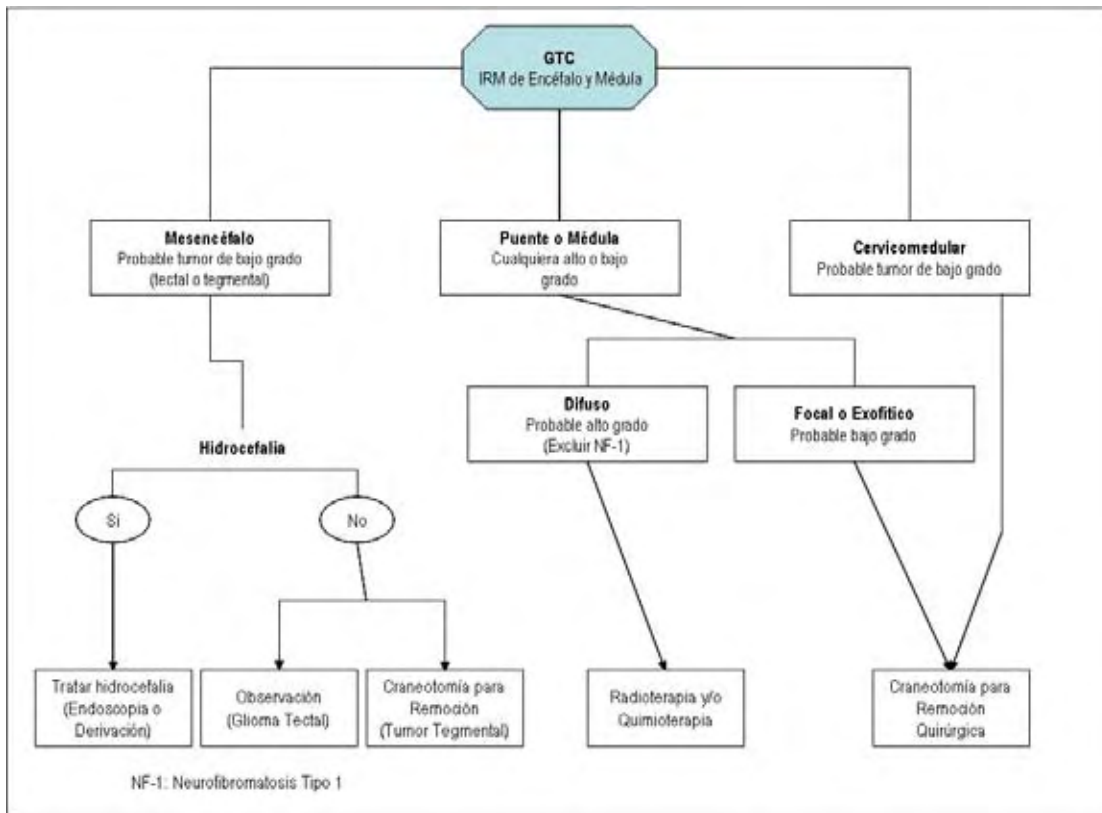 GTC
IRM de Encéfalo y Médula
Mesencéfalo
Probable tumor de bajo grado
(tectal o tegmental)
Puente o Médula
Cualquiera alto o bajo
grado
Cervicomedular
Probable tumor de bajo grado
Difuso
Probable alto grado
(Excluir NF-1)
Focal o Exofítico
Probable bajo grado
Hidrocefalia
Si
No
Tratar hidrocefalia
(Endoscopia o
Derivación)
Observación
(Glioma Tectal)
Craneotomía para
Remoción
(Tumor Tegmental)
Radioterapia y/o
Quimioterapia
Craneotomía para
Remoción
Quirúrgica
NF-1: Neurofibromatosis Tipo 1